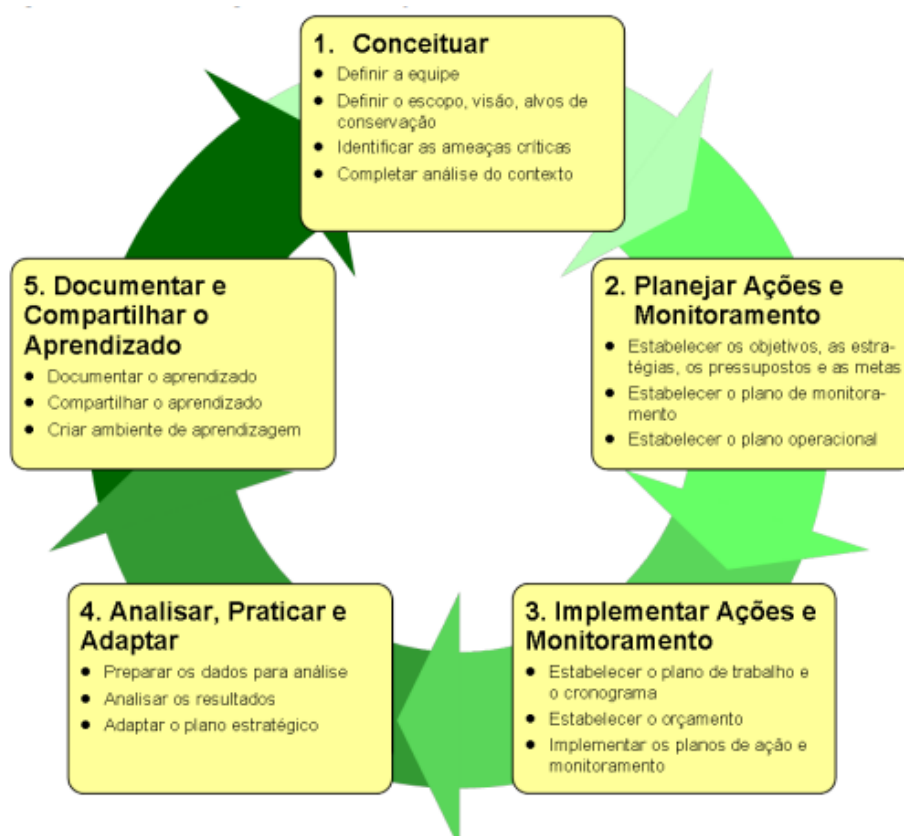 1. Conceituar
● Definir a equipe
● Definir o escopo, visão, alvos de
conservação
● Identificar as ameaças críticas
● Completar análise do contexto
2. Planejar Ações e
Monitoramento
● Estabelecer os objetivos, as estra-
tégias, os pressupostos e as metas
● Estabelecer o plano de monitora-
mento
● Estabelecer o plano operacional
3. Implementar Ações e
Monitoramento
● Estabelecer o plano de trabalho e
o cronograma
● Estabelecer o orçamento
● Implementar os planos de ação e
monitoramento
4. Analisar, Praticar e
Adaptar
● Preparar os dados para análise
● Analisar os resultados
● Adaptar o plano estratégico
5. Documentar e
Compartilhar o
Aprendizado
● Documentar o aprendizado
● Compartilhar o aprendizado
● Criar ambiente de aprendizagem